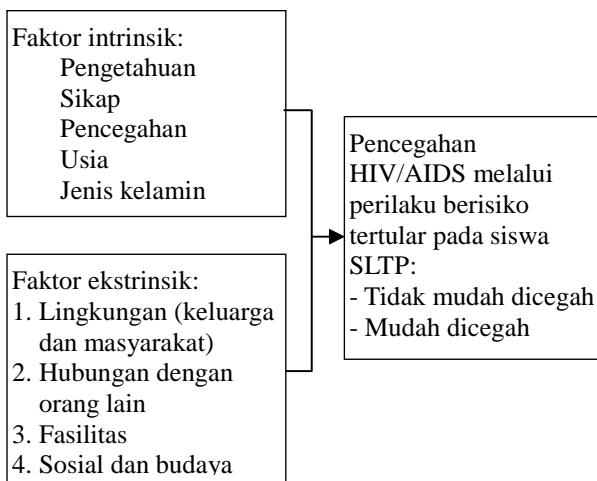 Faktor intrinsik:
Pengetahuan
Sikap
Pencegahan
Usia
Jenis kelamin
Faktor ekstrinsik:
1. Lingkungan (keluarga
dan masyarakat)
2. Hubungan dengan
orang lain
3. Fasilitas
4. Sosial dan budaya
Pencegahan
HIV/AIDS melalui
perilaku berisiko
tertular pada siswa
SLTP:
- Tidak mudah dicegah
- Mudah dicegah